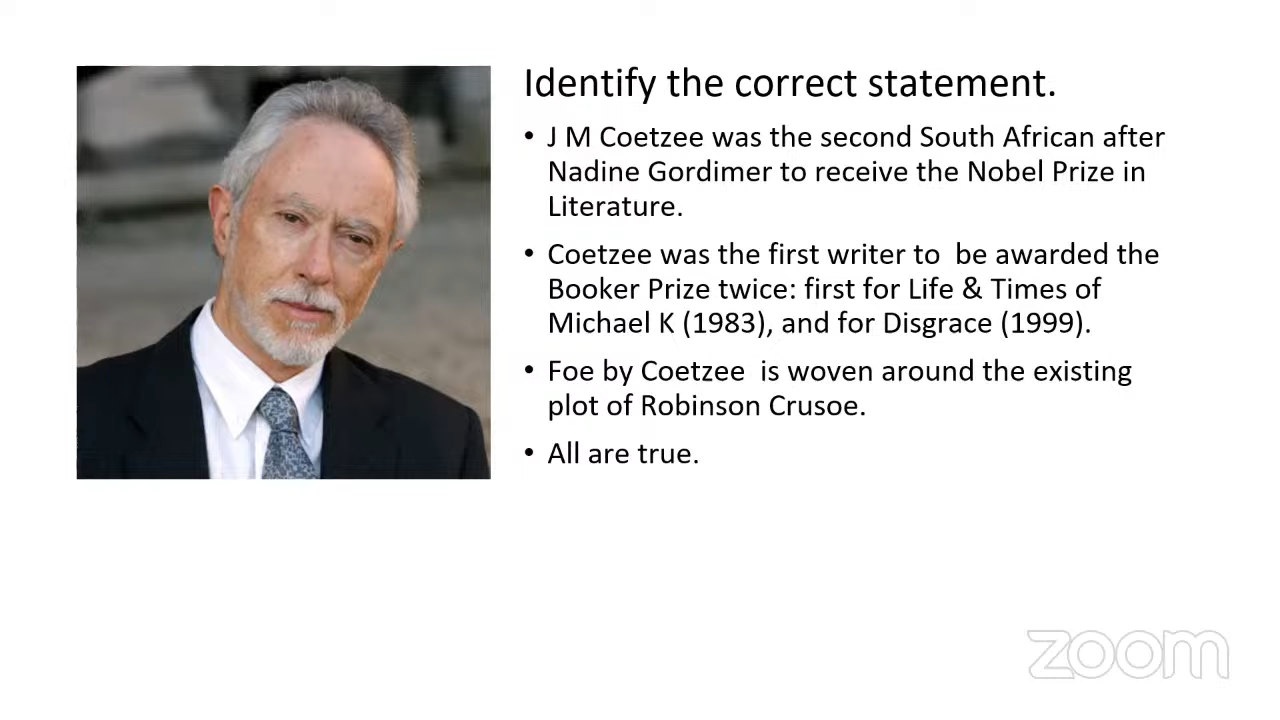 Identify the correct statement.
• J M Coetzee was the second South African after
Nadine Gordimer to receive the Nobel Prize in
Literature.
• Coetzee was the first writer to  be awarded the
Booker Prize twice: first for Life & Times of
Michael K (1983), and for Disgrace (1999).
• Foe by Coetzee  is woven around the existing
plot of Robinson Crusoe.
• All are true.
zoom